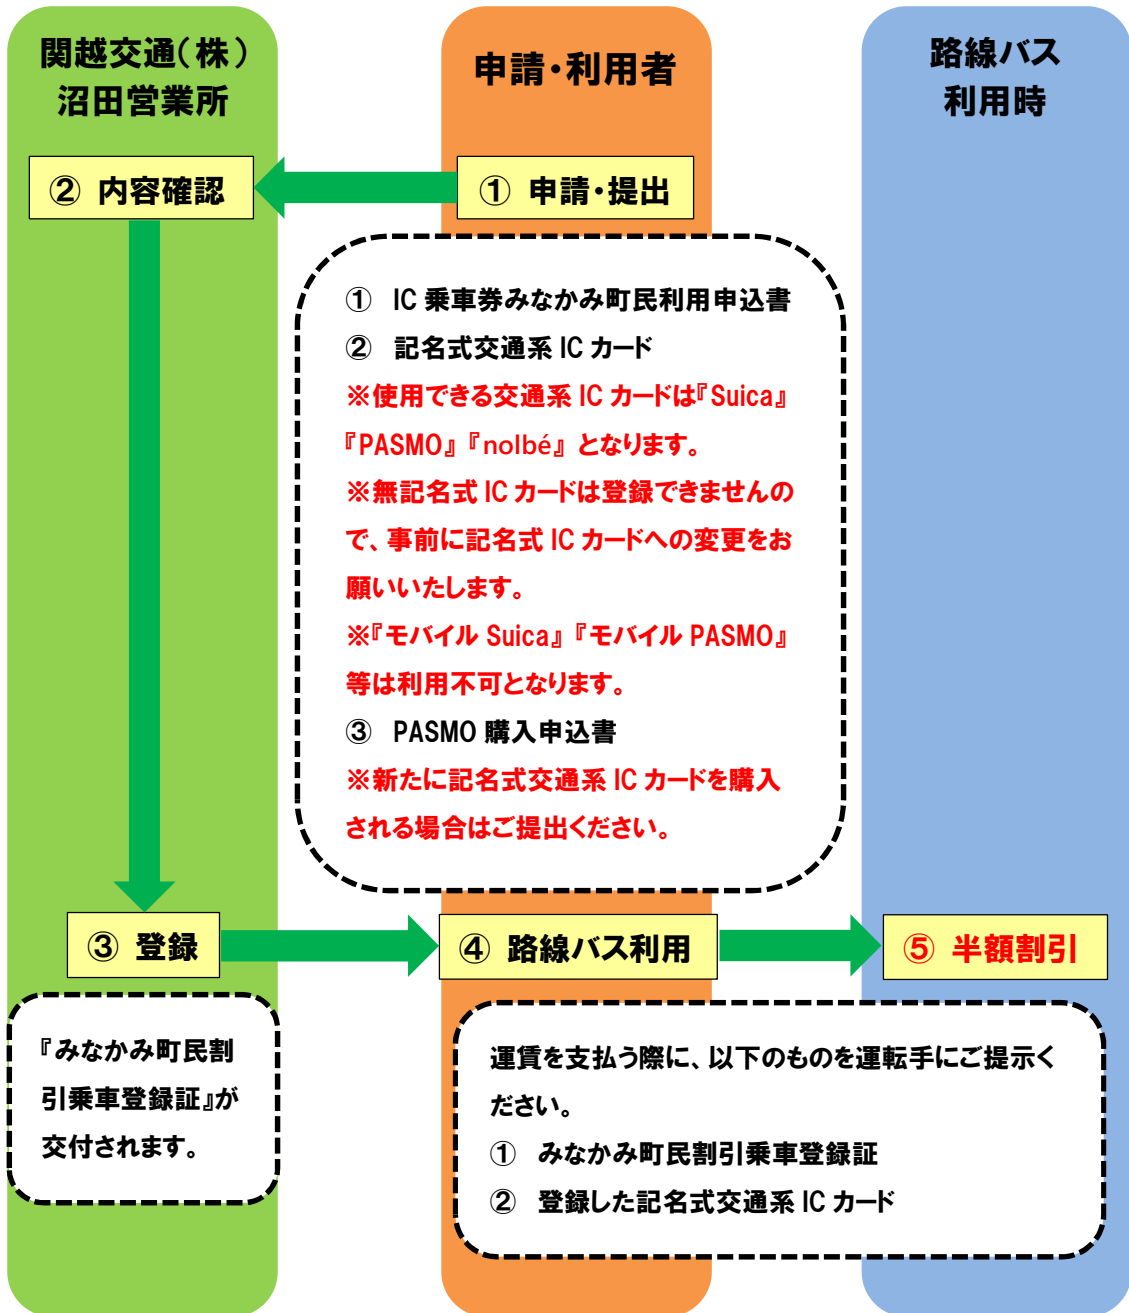 関越交通（株）
沼田営業所
申請・利用者
路線バス
利用時
② 内容確認
① 申請・提出
① IC 乗車券みなかみ町民利用申込書
② 記名式交通系 IC カード
※使用できる交通系 IC カードは『Suica』
『PASMO』『nolbé』となります。
※無記名式 IC カードは登録できませんの
で、事前に記名式 IC カードへの変更をお
願いいたします。
※『モバイル Suica』『モバイル PASMO』
等は利用不可となります。
③ PASMO 購入申込書
※新たに記名式交通系 IC カードを購入
される場合はご提出ください。
③ 登録
④ 路線バス利用
⑤ 半額割引
『みなかみ町民割
引乗車登録証』が
交付されます。
運賃を支払う際に、以下のものを運転手にご提示く
ださい。
① みなかみ町民割引乗車登録証
② 登録した記名式交通系 IC カード